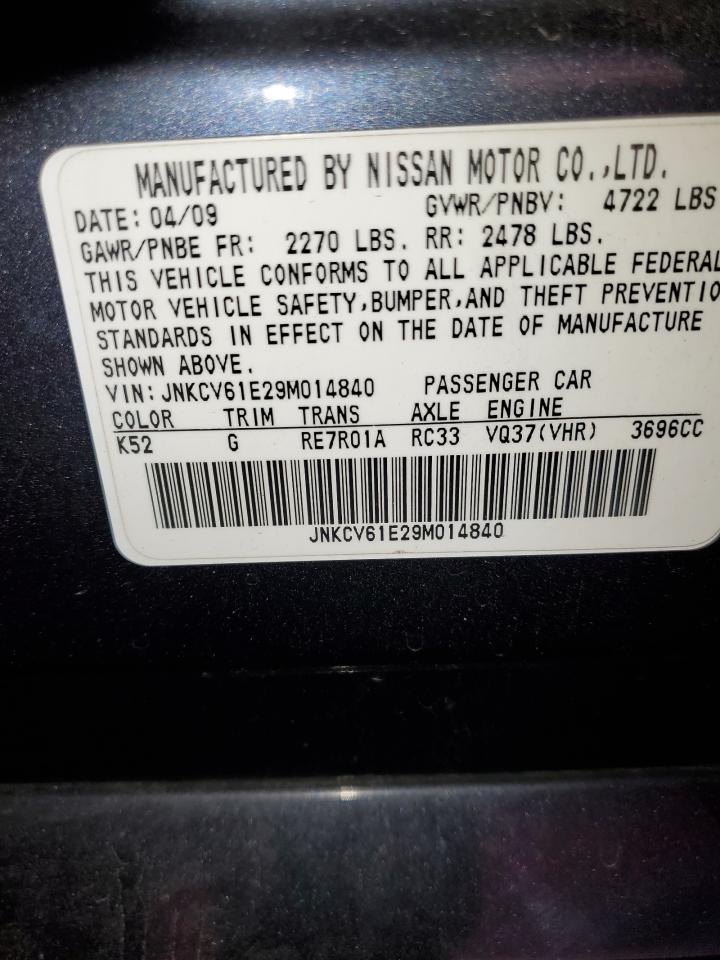 MANUFACTURED BY NISSAN MOTOR CO.,LTD.
DATE: 04/09 GVWR/PNBV: 4722 LBS
GAWR/PNBE FR: 2270 LBS. RR: 2478 LBS.
THIS VEHICLE CONFORMS TO ALL APPLICABLE FEDERAL
MOTOR VEHICLE SAFETY,BUMPER,AND THEFT PREVENTIO
STANDARDS IN EFFECT ON THE DATE OF MANUFACTURE
SHOWN ABOVE.
VIN: JNKCV61E29M014840 PASSENGER CAR
COLOR TRIM TRANS AXLE ENGINE
K52 G RE7R01A RC33 VQ37(VHR) 3696CC
JNKCV61E29M014840